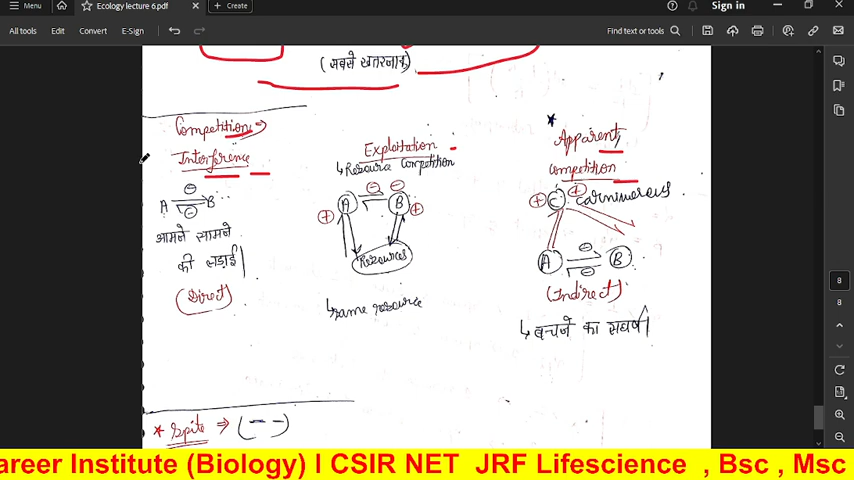 Menu
Ecology lecture 6.pdf
+ Create
Sign in
All tools
Edit
Convert
E-Sign
Find text or tools
(सबसे खतरनाक)
Competition
Interference
A B
आमने सामने
की लड़ाई
(Direct)
Exploitation
Resource Competition
A B
Resources
same resource
Apparent
competition
C carnivorous
A B
(Indirect)
बचने का संघर्ष
8
8
* Spite ⇒ (− −)
areer Institute (Biology) I CSIR NET JRF Lifescience , Bsc , Msc